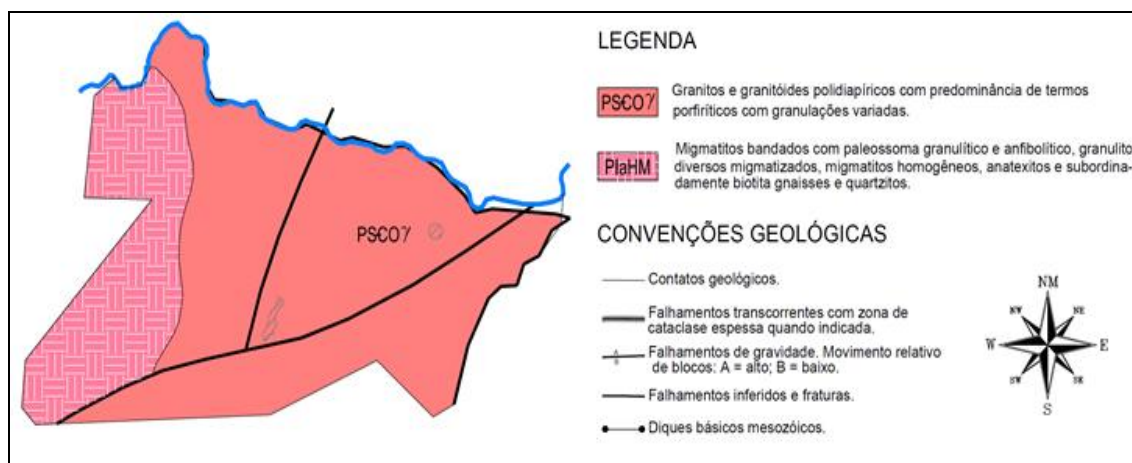 LEGENDA
PSЄOγ
Granitos e granitóides polidiapíricos com predominância de termos
porfiríticos com granulações variadas.
PIaHM
Migmatitos bandados com paleossoma granulítico e anfibolítico, granulito
diversos migmatizados, migmatitos homogêneos, anatexitos e subordina-
damente biotita gnaisses e quartzitos.
PSЄOγ
CONVENÇÕES GEOLÓGICAS
Contatos geológicos.
Falhamentos transcorrentes com zona de
cataclase espessa quando indicada.
A
B
Falhamentos de gravidade. Movimento relativo
de blocos: A = alto; B = baixo.
Falhamentos inferidos e fraturas.
Diques básicos mesozóicos.
NM
NW
NE
W
E
SW
SE
S